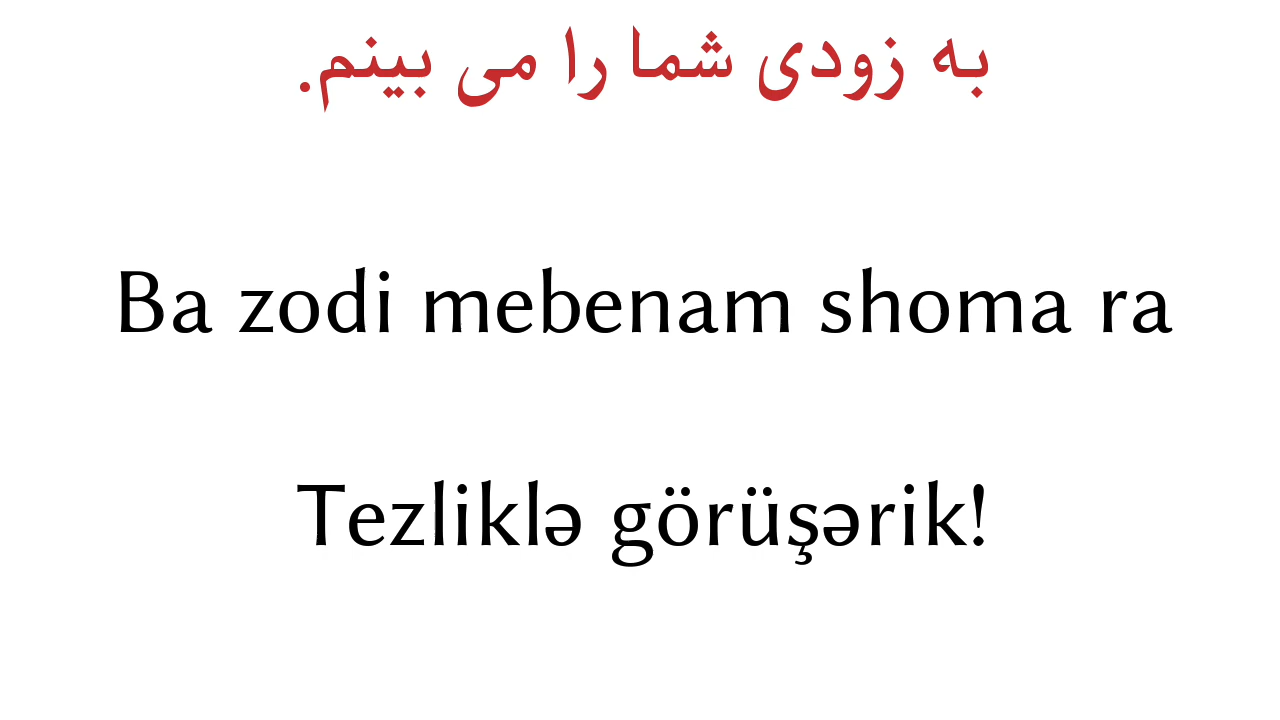 به زودی شما را می بینم.
Ba zodi mebenam shoma ra
Tezliklə görüşərik!